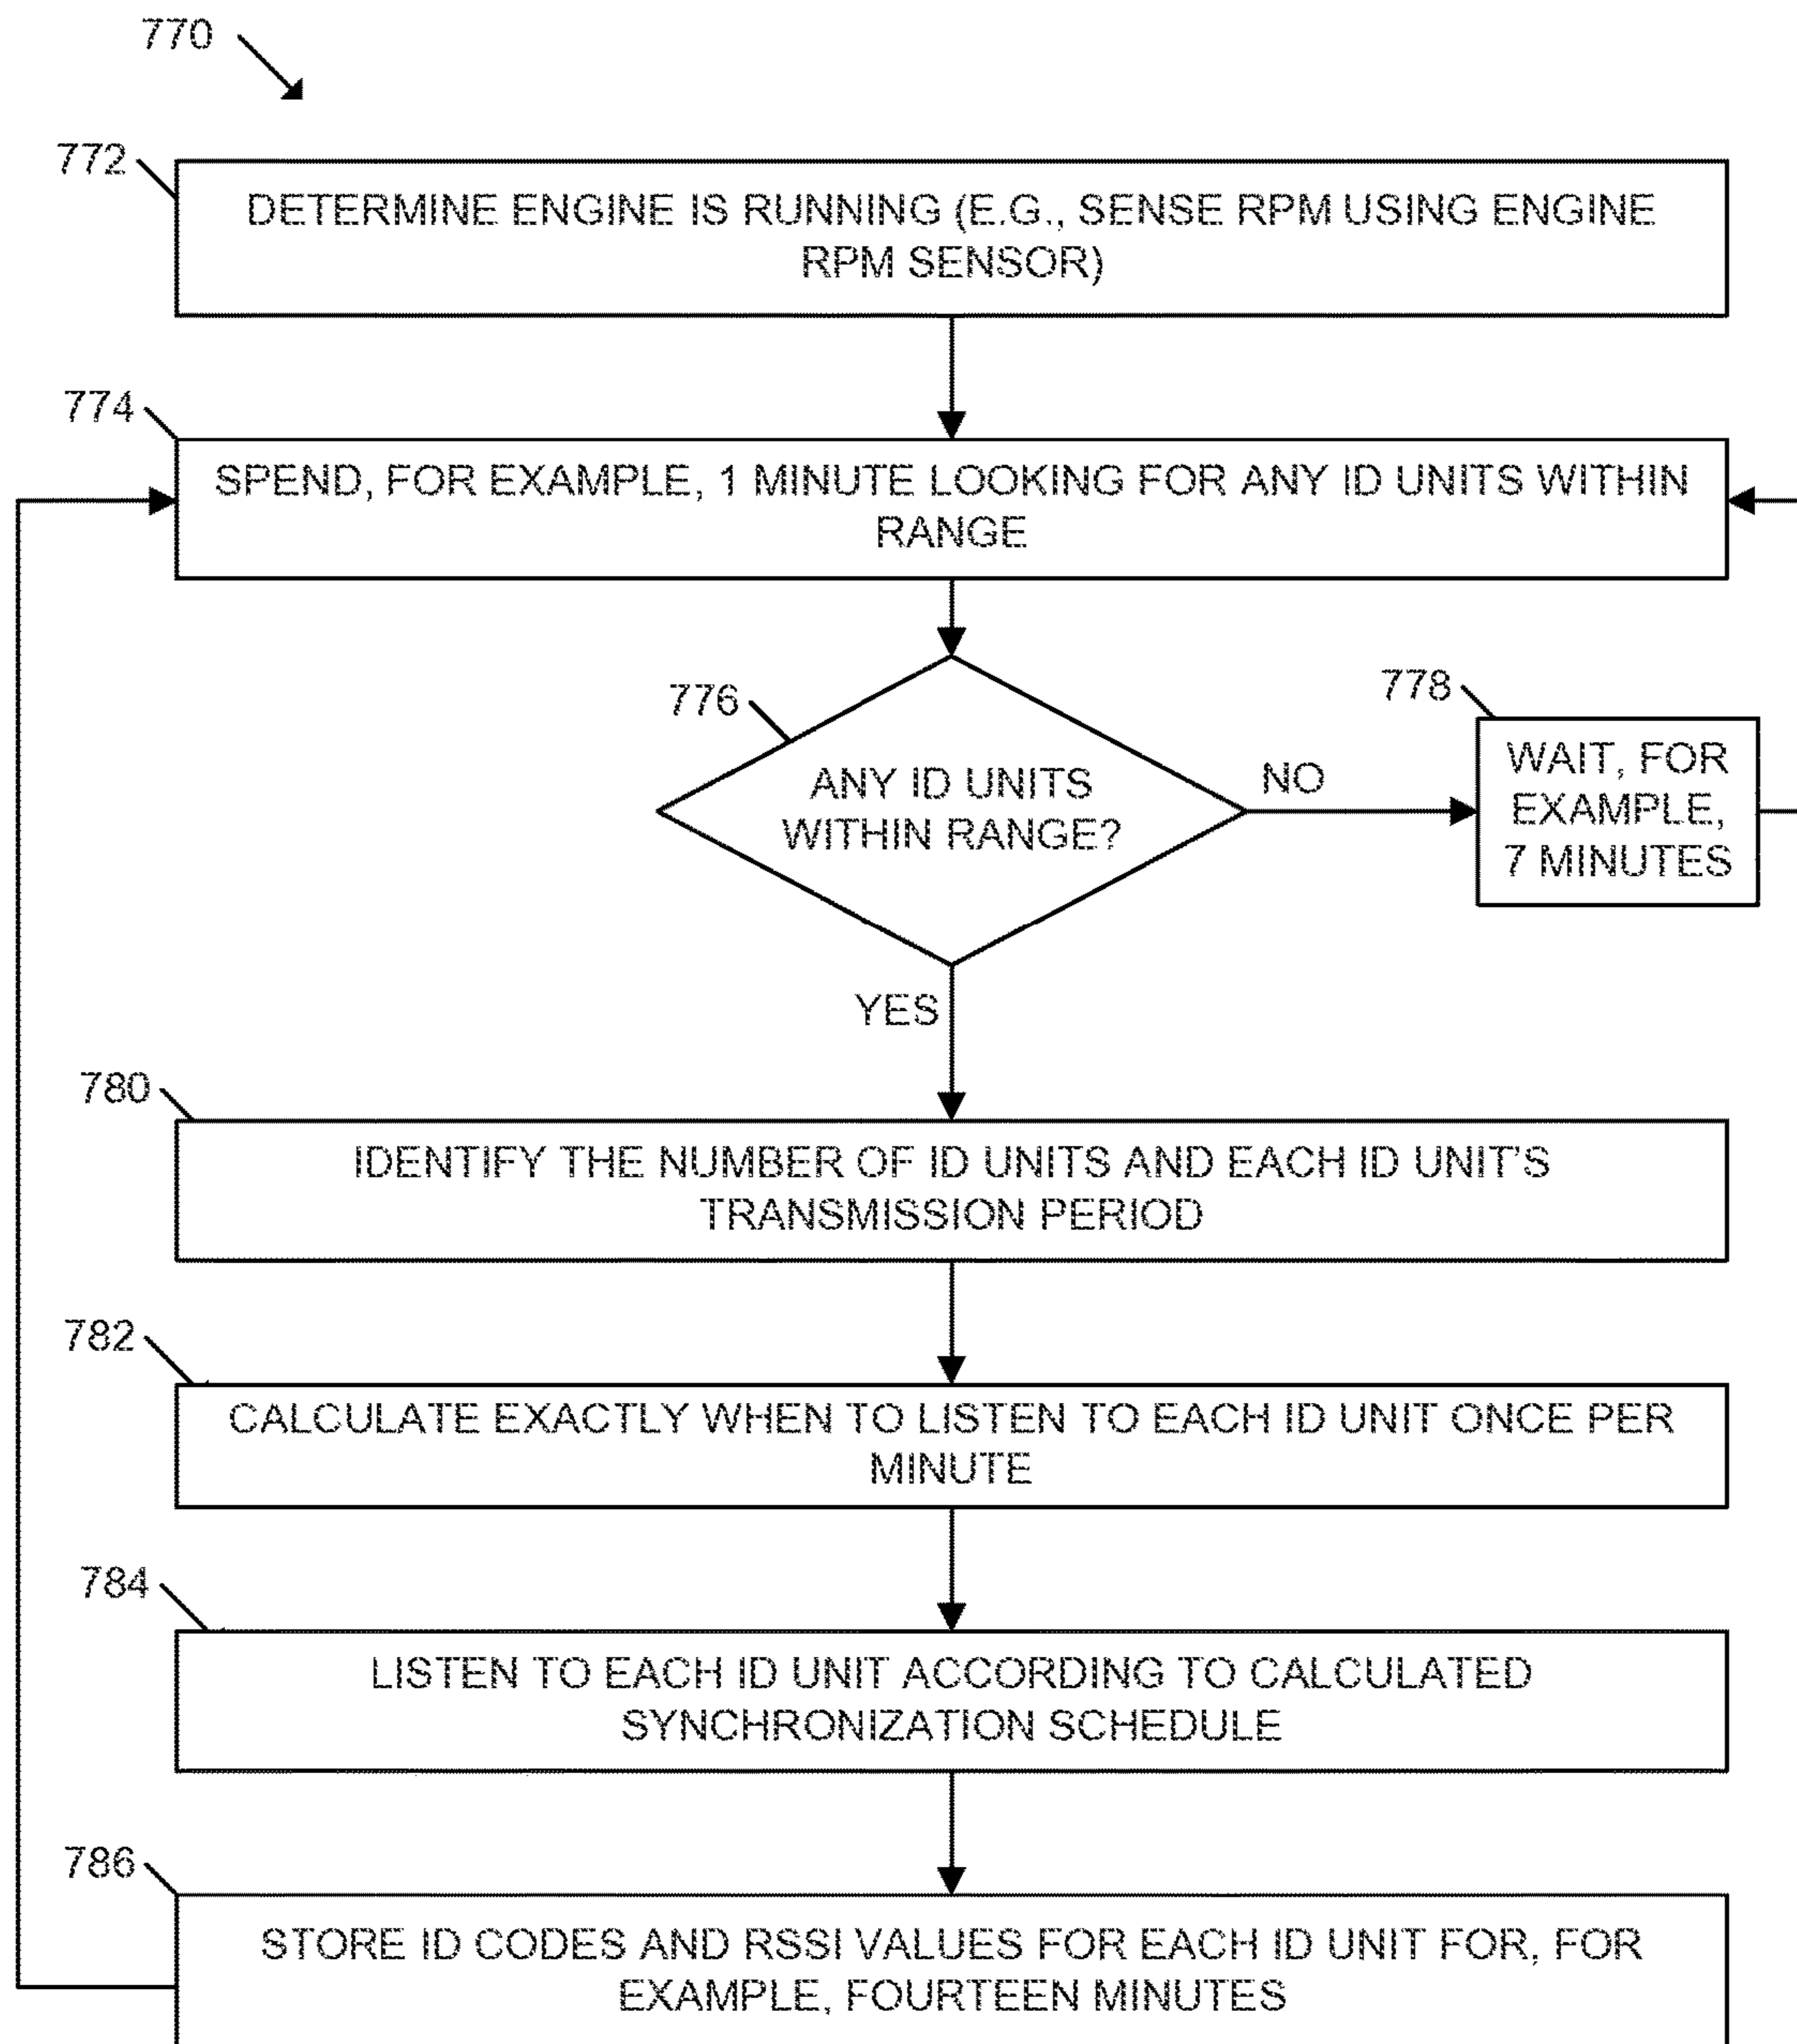 770
772
DETERMINE ENGINE IS RUNNING (E.G., SENSE RPM USING ENGINE
RPM SENSOR)
774
SPEND, FOR EXAMPLE, 1 MINUTE LOOKING FOR ANY ID UNITS WITHIN
RANGE
776
ANY ID UNITS
WITHIN RANGE?
NO
778
WAIT, FOR
EXAMPLE,
7 MINUTES
YES
780
IDENTIFY THE NUMBER OF ID UNITS AND EACH ID UNIT'S
TRANSMISSION PERIOD
782
CALCULATE EXACTLY WHEN TO LISTEN TO EACH ID UNIT ONCE PER
MINUTE
784
LISTEN TO EACH ID UNIT ACCORDING TO CALCULATED
SYNCHRONIZATION SCHEDULE
786
STORE ID CODES AND RSSI VALUES FOR EACH ID UNIT FOR, FOR
EXAMPLE, FOURTEEN MINUTES